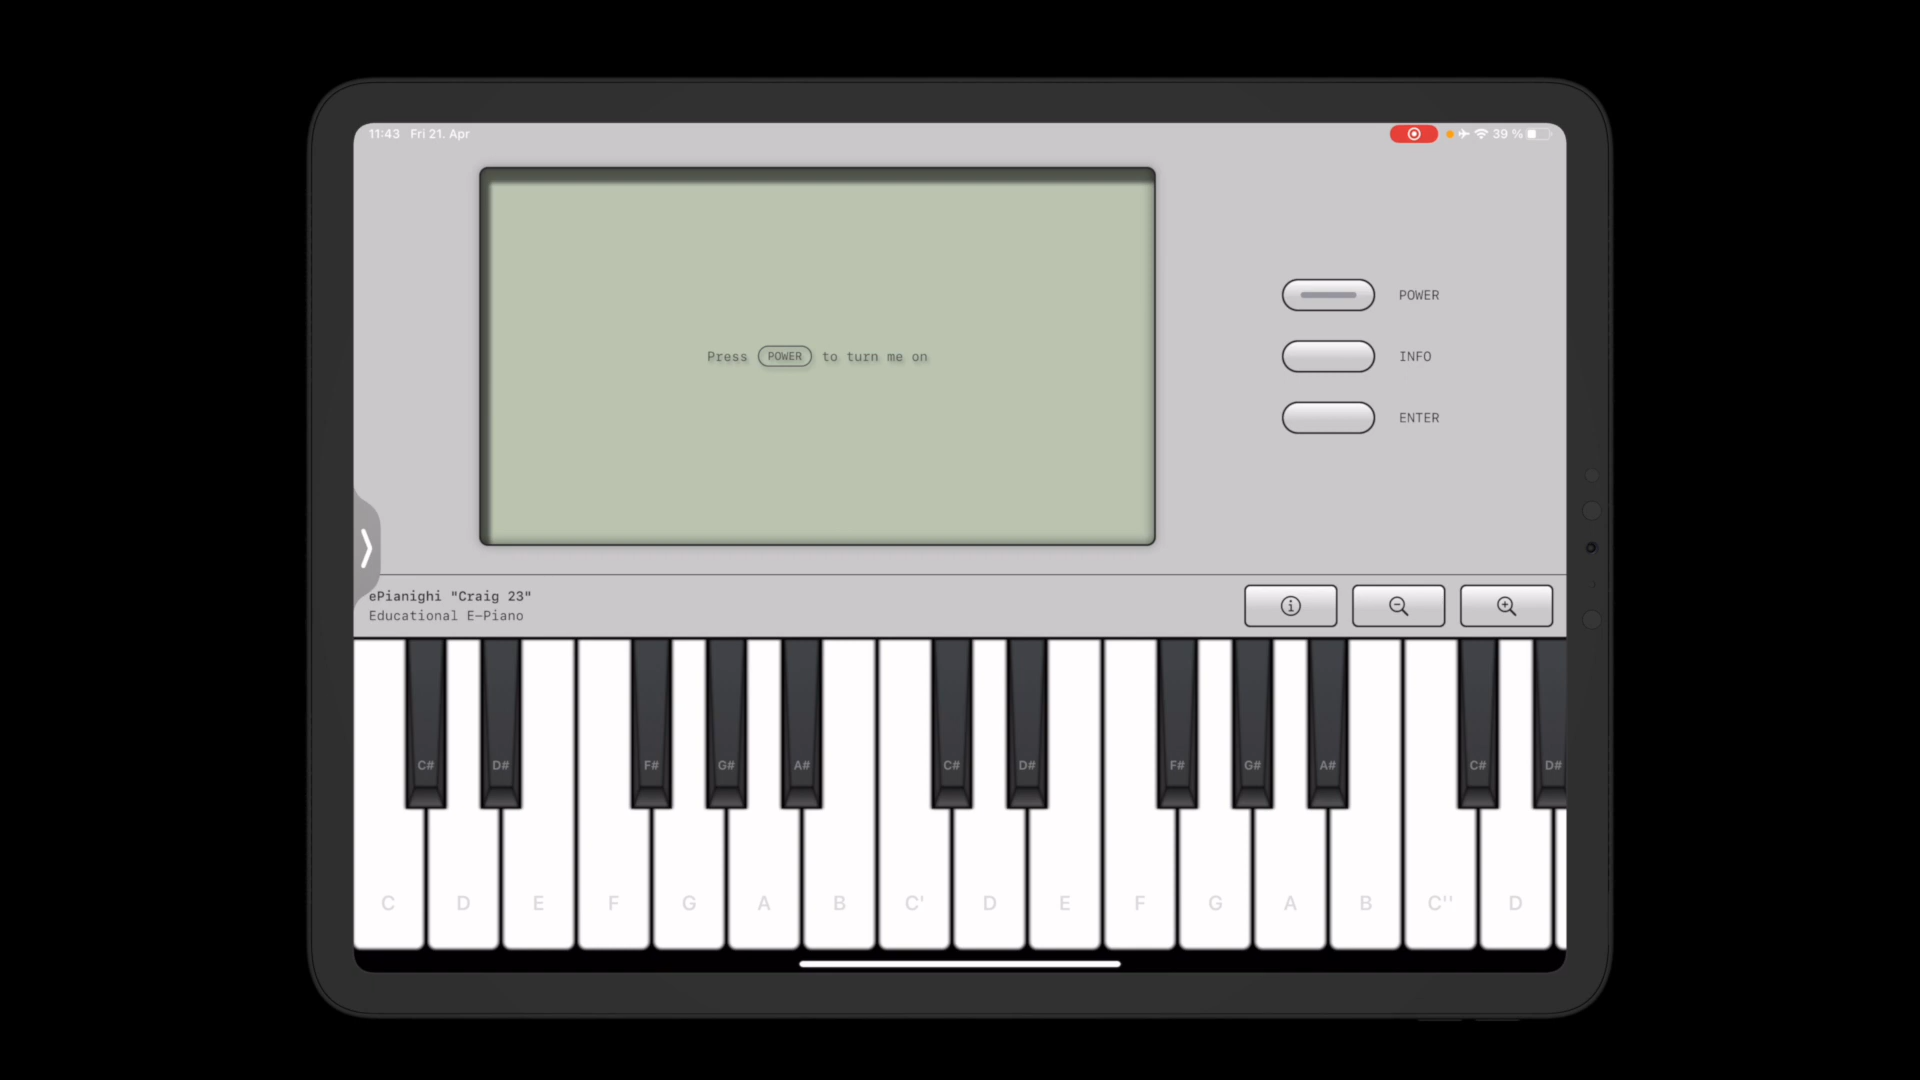 11:43 Fri 21. Apr
39 %
Press POWER to turn me on
POWER
INFO
ENTER
ePianighi "Craig 23"
Educational E-Piano
C# D# F# G# A# C# D# F# G# A# C# D#
C D E F G A B C' D E F G A B C'' D